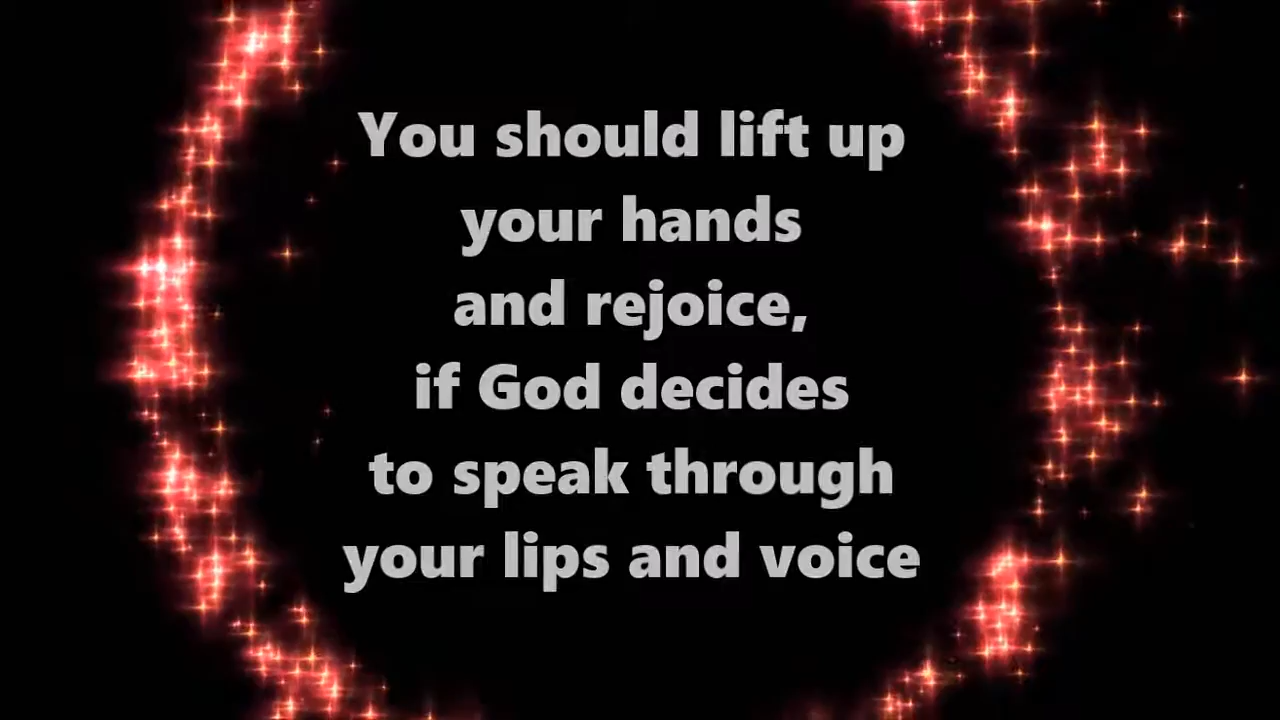 You should lift up
your hands
and rejoice,
if God decides
to speak through
your lips and voice